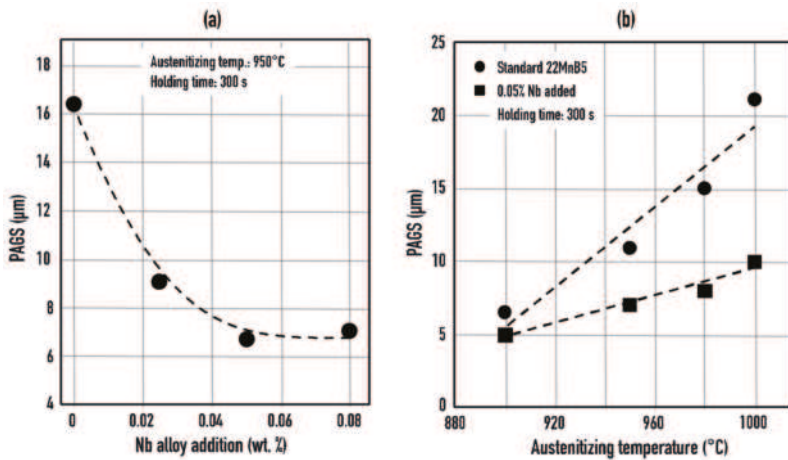 (a)
18
16
14
12
10
8
6
4
PAGS (µm)
Austenitizing temp.: 950°C
Holding time: 300 s
0
0.02
0.04
0.06
0.08
Nb alloy addition (wt. %)
(b)
25
20
15
10
5
0
PAGS (µm)
Standard 22MnB5
0.05% Nb added
Holding time: 300 s
880
920
960
1000
Austenitizing temperature (°C)